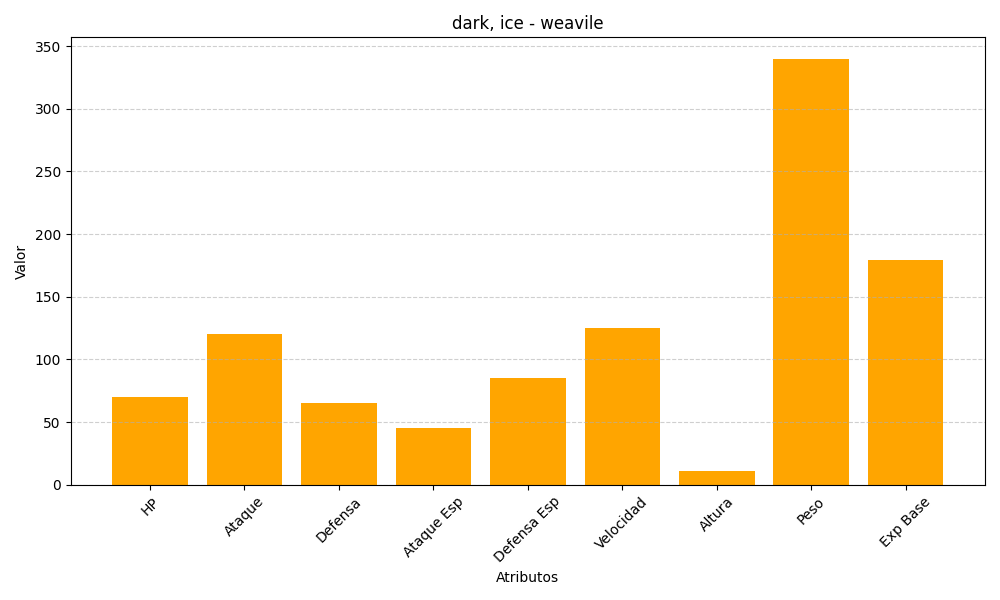 dark, ice - weavile
350
300
250
200
150
100
50
0
Valor
HP
Ataque
Defensa
Ataque Esp
Defensa Esp
Velocidad
Altura
Peso
Exp Base
Atributos